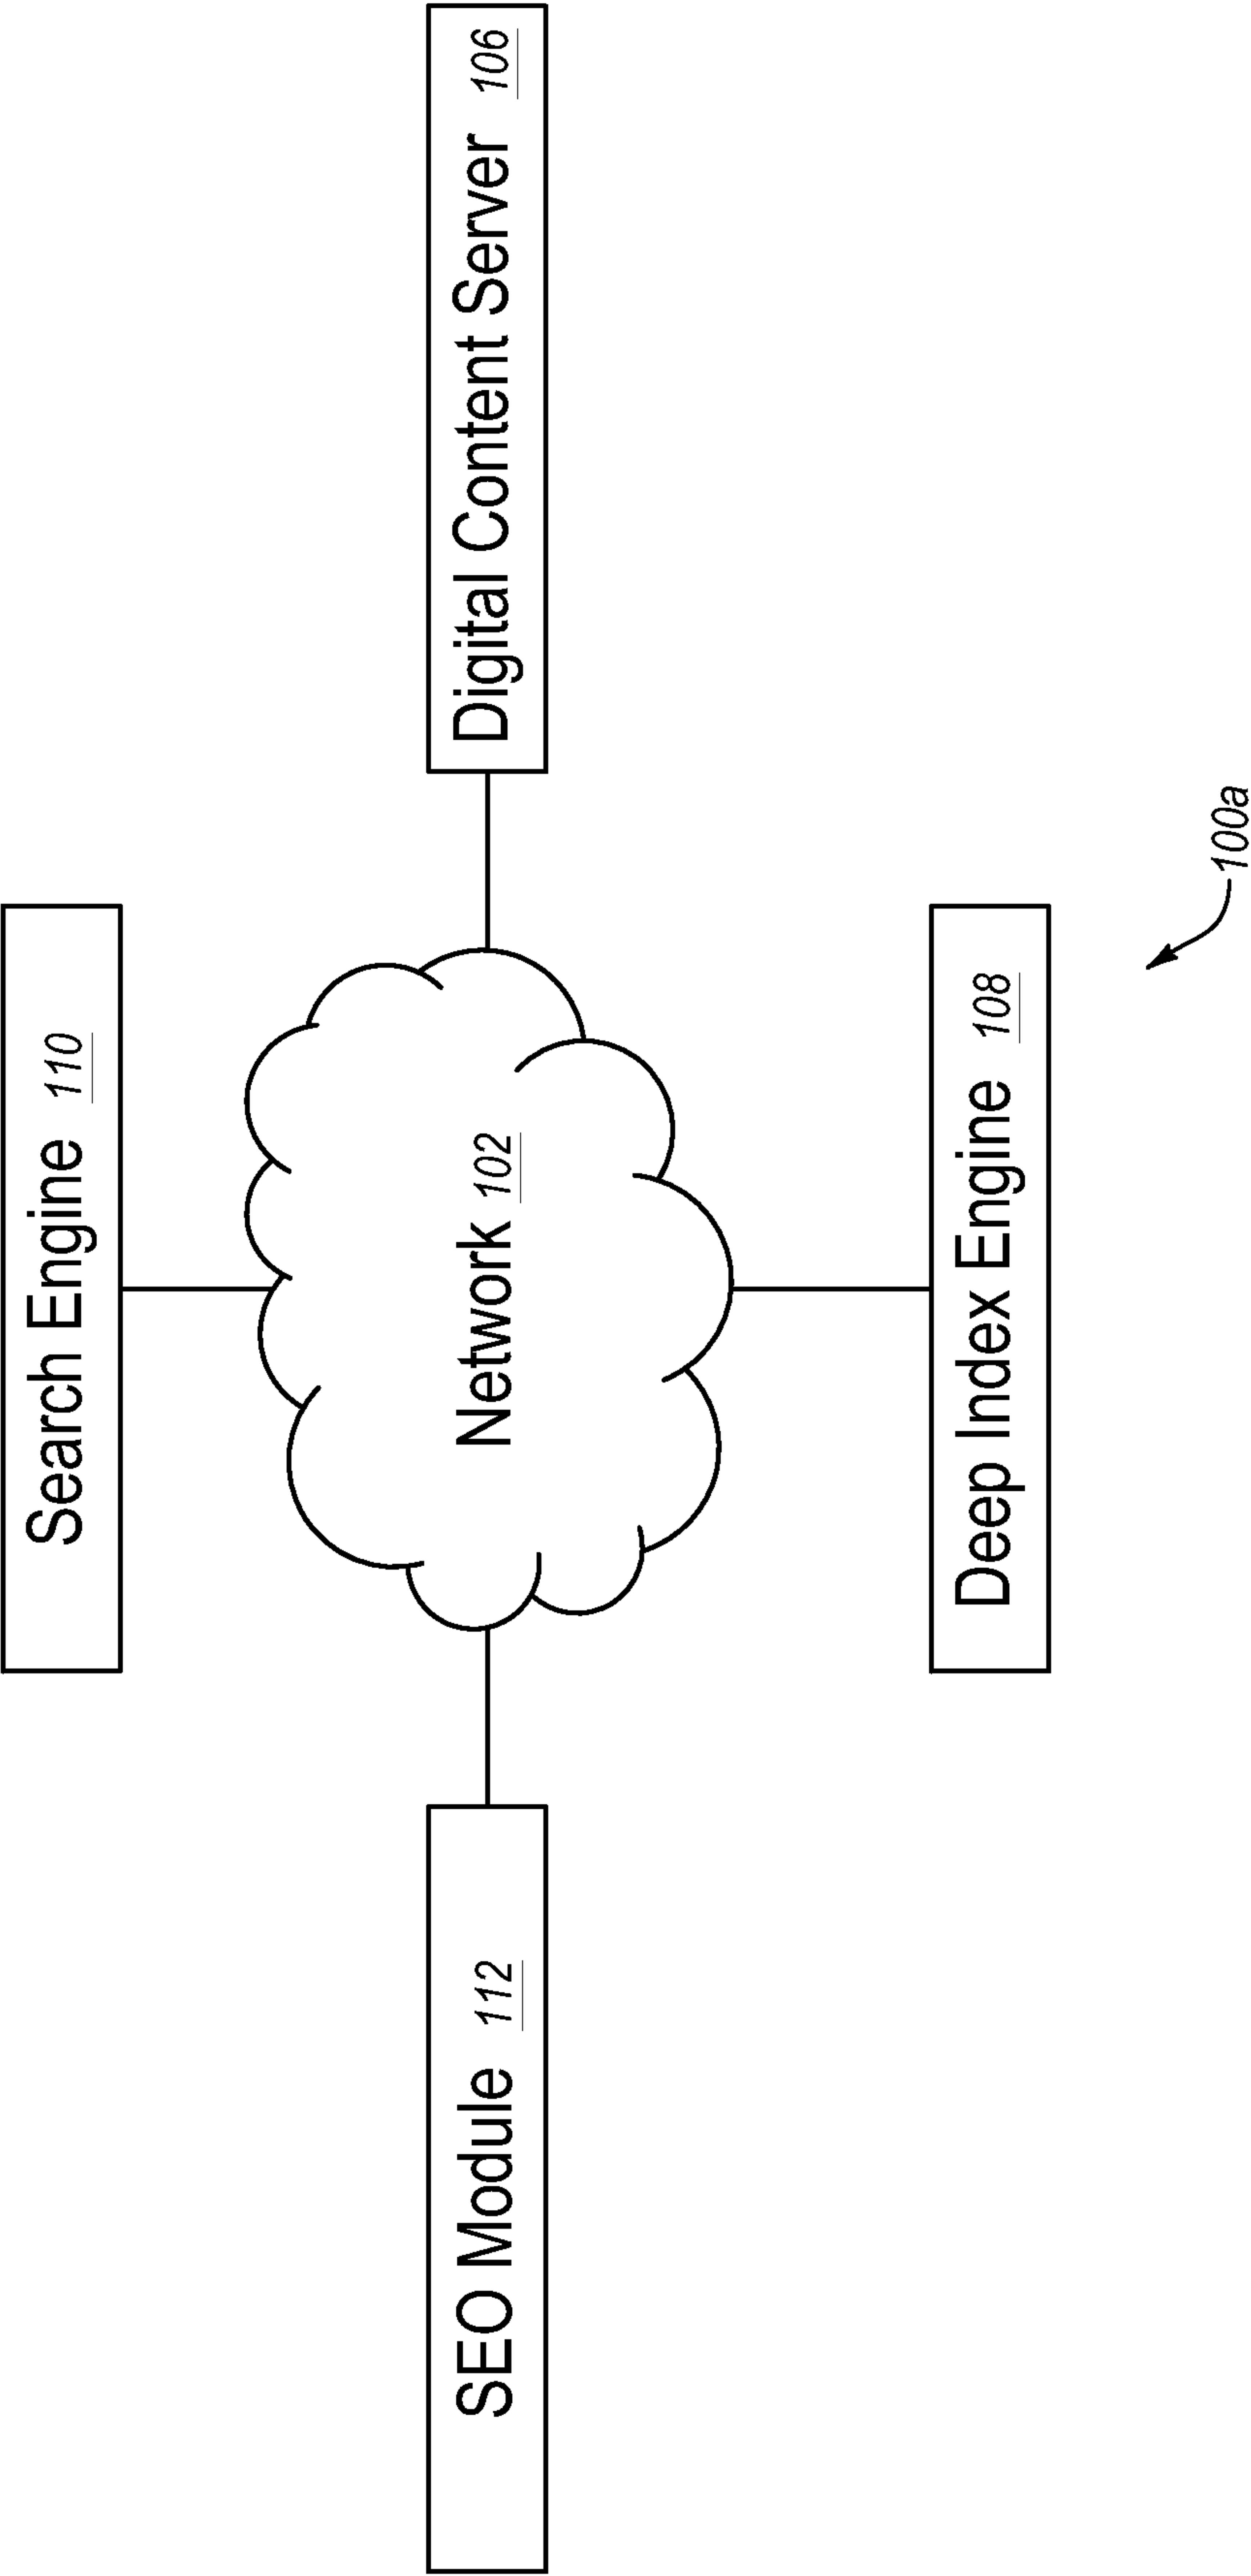 Search Engine 110
SEO Module 112
Network 102
Digital Content Server 106
Deep Index Engine 108
100a